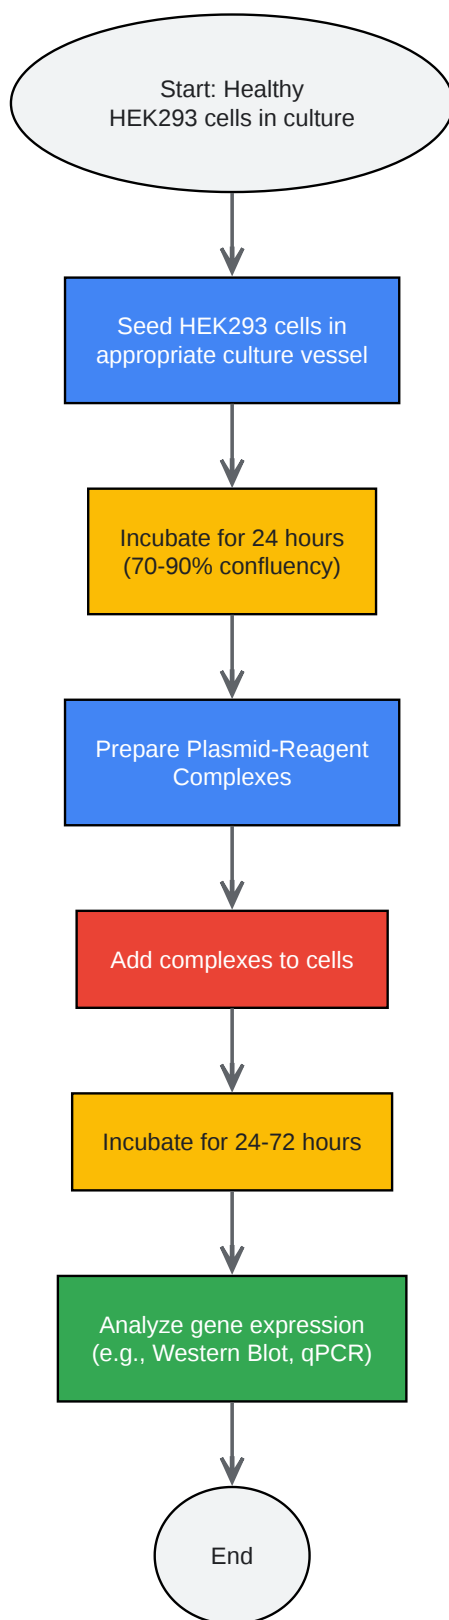 Start: Healthy
HEK293 cells in culture
Seed HEK293 cells in
appropriate culture vessel
Incubate for 24 hours
(70-90% confluency)
Prepare Plasmid-Reagent
Complexes
Add complexes to cells
Incubate for 24-72 hours
Analyze gene expression
(e.g., Western Blot, qPCR)
End